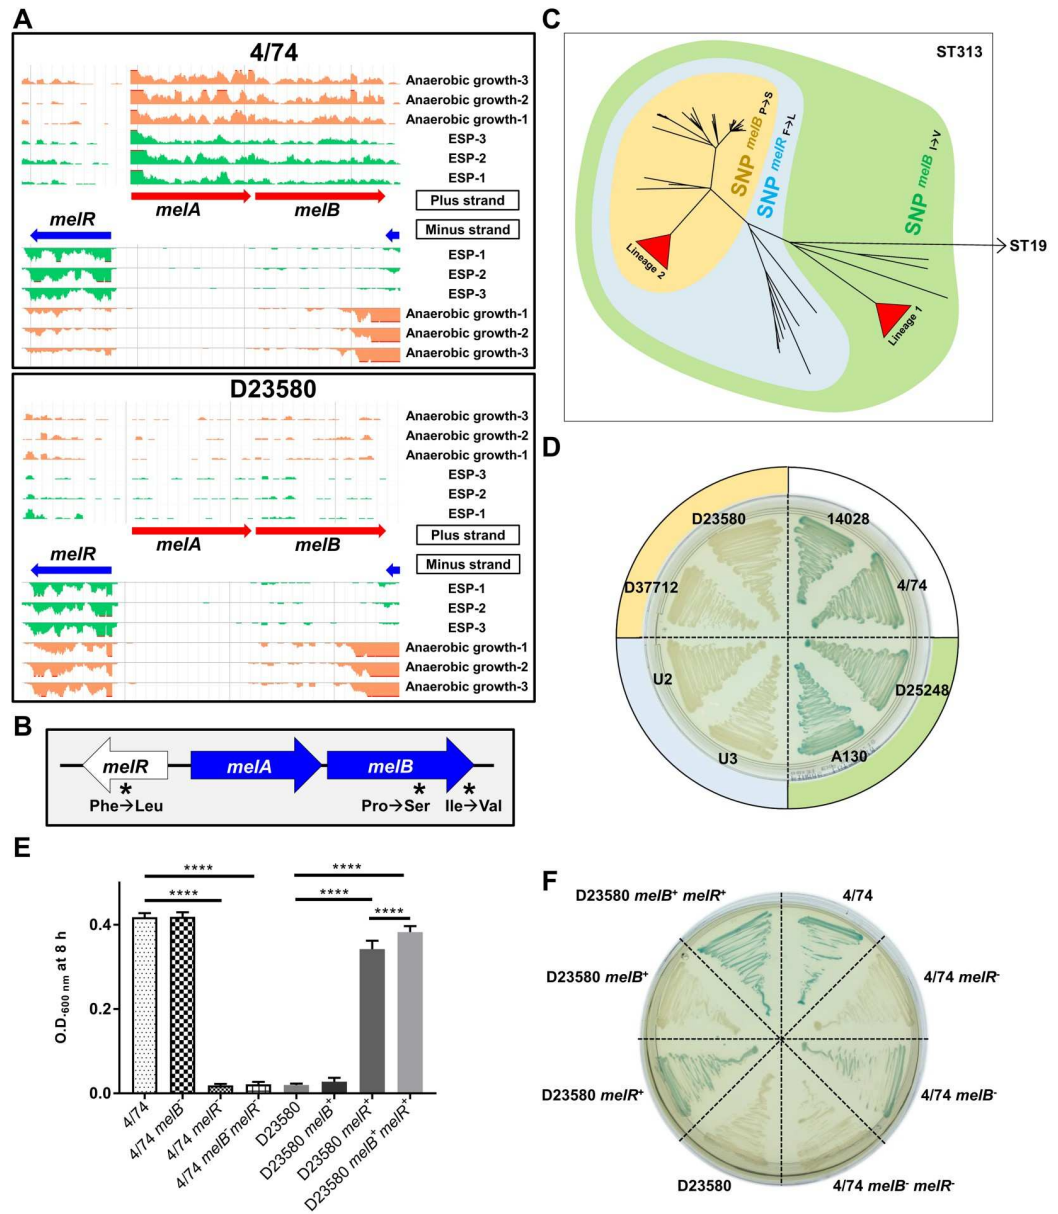 A
4/74
Anaerobic growth-3
Anaerobic growth-2
Anaerobic growth-1
ESP-3
ESP-2
ESP-1
melA
melB
Plus strand
melR
Minus strand
ESP-1
ESP-2
ESP-3
Anaerobic growth-1
Anaerobic growth-2
Anaerobic growth-3
D23580
Anaerobic growth-3
Anaerobic growth-2
Anaerobic growth-1
ESP-3
ESP-2
ESP-1
melA
melB
Plus strand
melR
Minus strand
ESP-1
ESP-2
ESP-3
Anaerobic growth-1
Anaerobic growth-2
Anaerobic growth-3
B
melR
melA
melB
* * *
Phe→Leu
Pro→Ser
Ile→Val
C
ST313
SNP melB P→S
SNP melR F→L
SNP melB I→V
ST19
Lineage 2
Lineage 1
D
D23580
14028
D37712
4/74
U2
D25248
U3
A130
E
****
****
****
****
****
O.D.600 nm at 8 h
0.4
0.2
0.0
4/74
4/74 melB-
4/74 melR-
4/74 melB- melR-
D23580
D23580 melB+
D23580 melR+
D23580 melB+ melR+
F
D23580 melB+ melR+
4/74
D23580 melB+
4/74 melR-
D23580 melR+
4/74 melB-
D23580
4/74 melB- melR-